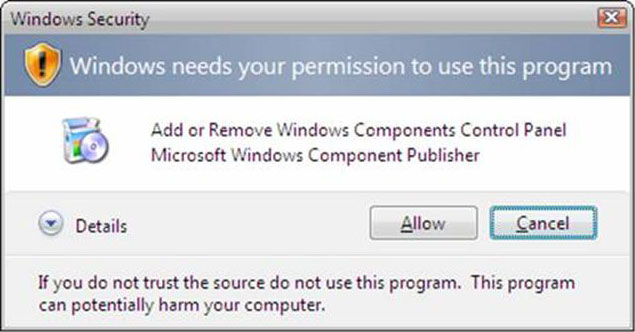 Windows Security
Windows needs your permission to use this program
Add or Remove Windows Components Control Panel
Microsoft Windows Component Publisher
Details
Allow
Cancel
If you do not trust the source do not use this program. This program
can potentially harm your computer.